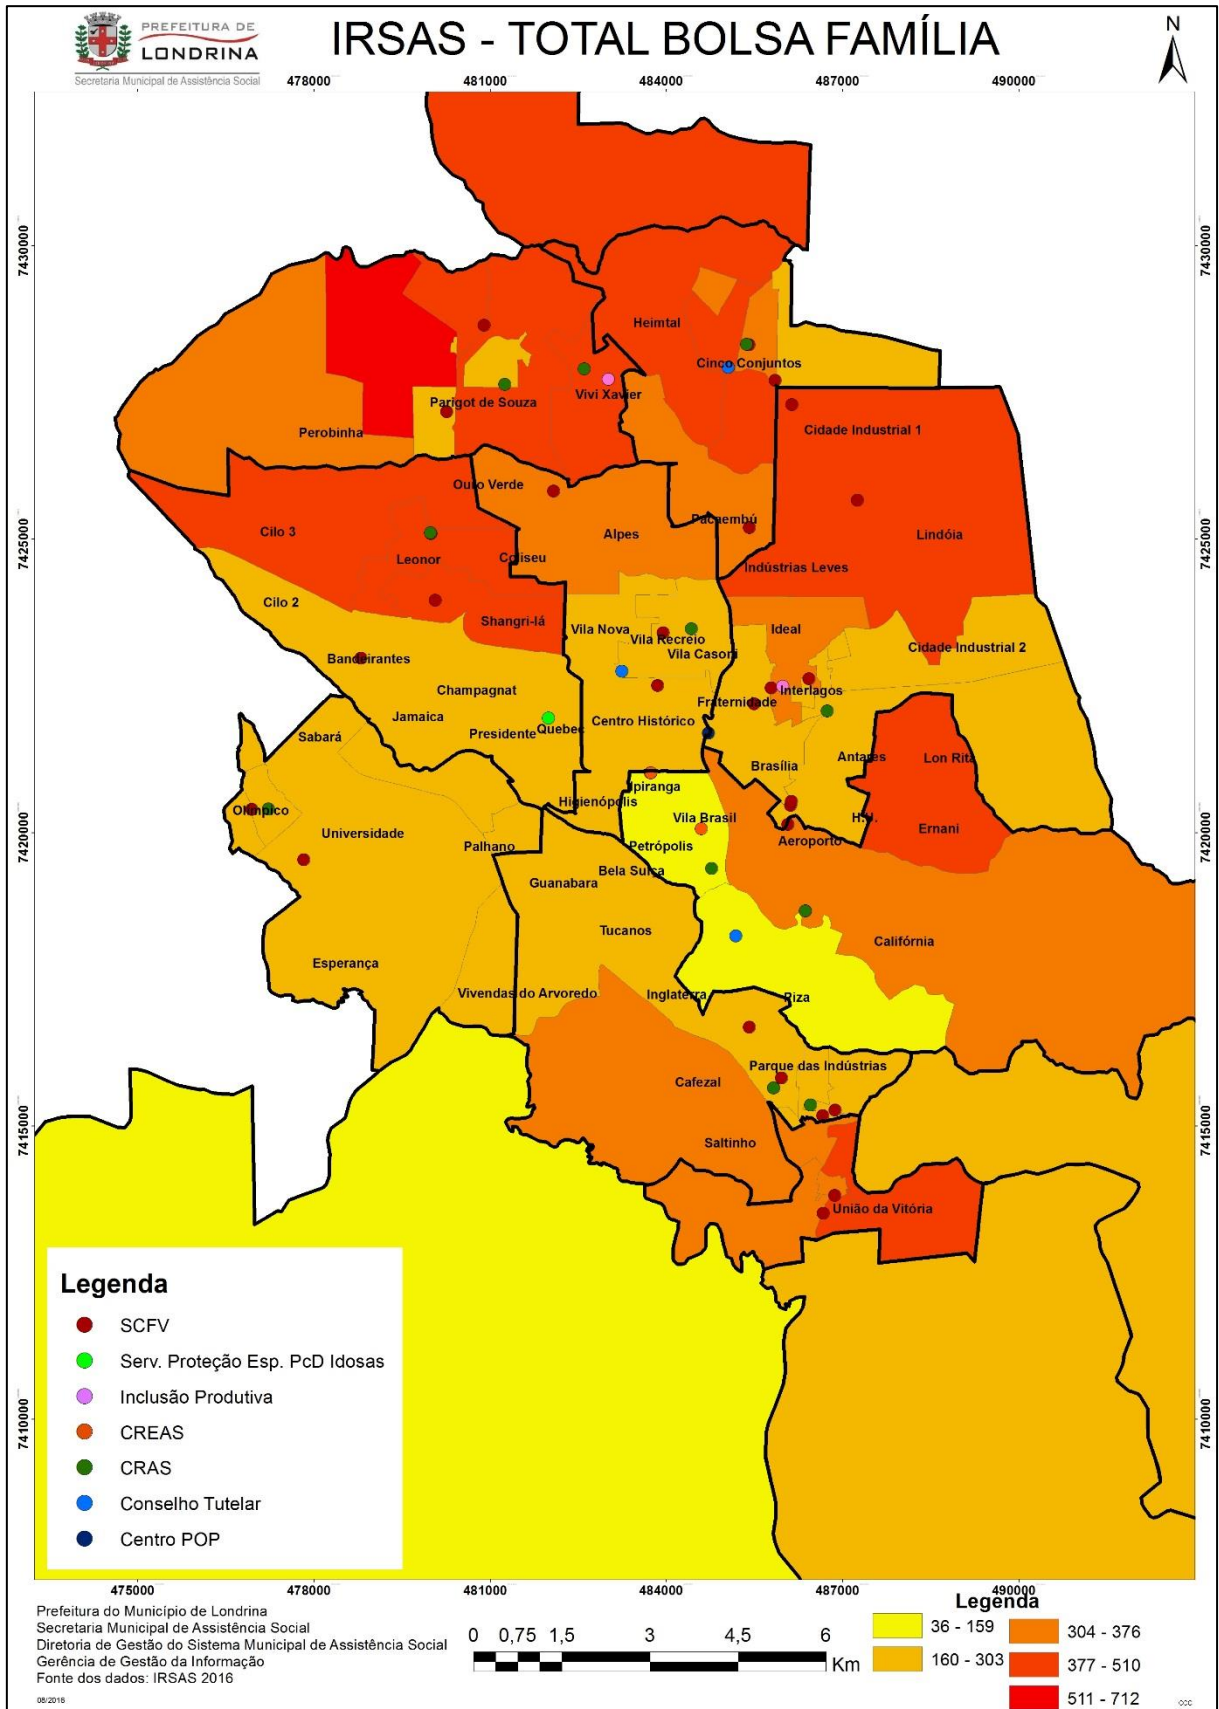 PREFEITURA DE
LONDRINA
Secretaria Municipal de Assistência Social
IRSAS - TOTAL BOLSA FAMÍLIA
N
478000 481000 484000 487000 490000
7430000 7430000
Heimtal
Cinco Conjuntos
Vivi Xavier
Parigot de Souza
Perobinha
Cidade Industrial 1
Ouro Verde
Pacaembú
Cilo 3
Alpes
Lindóia
7425000 7425000
Leonor
Coliseu
Indústrias Leves
Cilo 2
Shangri-lá
Vila Nova
Ideal
Vila Recreio
Cidade Industrial 2
Vila Casoni
Bandeirantes
Champagnat
Interlagos
Fraternidade
Jamaica
Centro Histórico
Quebec
Presidente
Sabará
Brasília
Antares
Lon Rita
Ipiranga
Higienópolis
Olímpico
Vila Brasil
H.U.
Universidade
Ernani
7420000 7420000
Palhano
Petrópolis
Aeroporto
Bela Suíça
Guanabara
Tucanos
Califórnia
Esperança
Vivendas do Arvoredo
Inglaterra
Piza
Parque das Indústrias
Cafezal
7415000 7415000
Saltinho
União da Vitória
Legenda
SCFV
Serv. Proteção Esp. PcD Idosas
Inclusão Produtiva
CREAS
CRAS
Conselho Tutelar
Centro POP
7410000 7410000
475000 478000 481000 484000 487000 490000
Prefeitura do Município de Londrina
Secretaria Municipal de Assistência Social
Diretoria de Gestão do Sistema Municipal de Assistência Social
Gerência de Gestão da Informação
Fonte dos dados: IRSAS 2016
08/2016
0 0,75 1,5 3 4,5 6
Km
Legenda
36 - 159
160 - 303
304 - 376
377 - 510
511 - 712